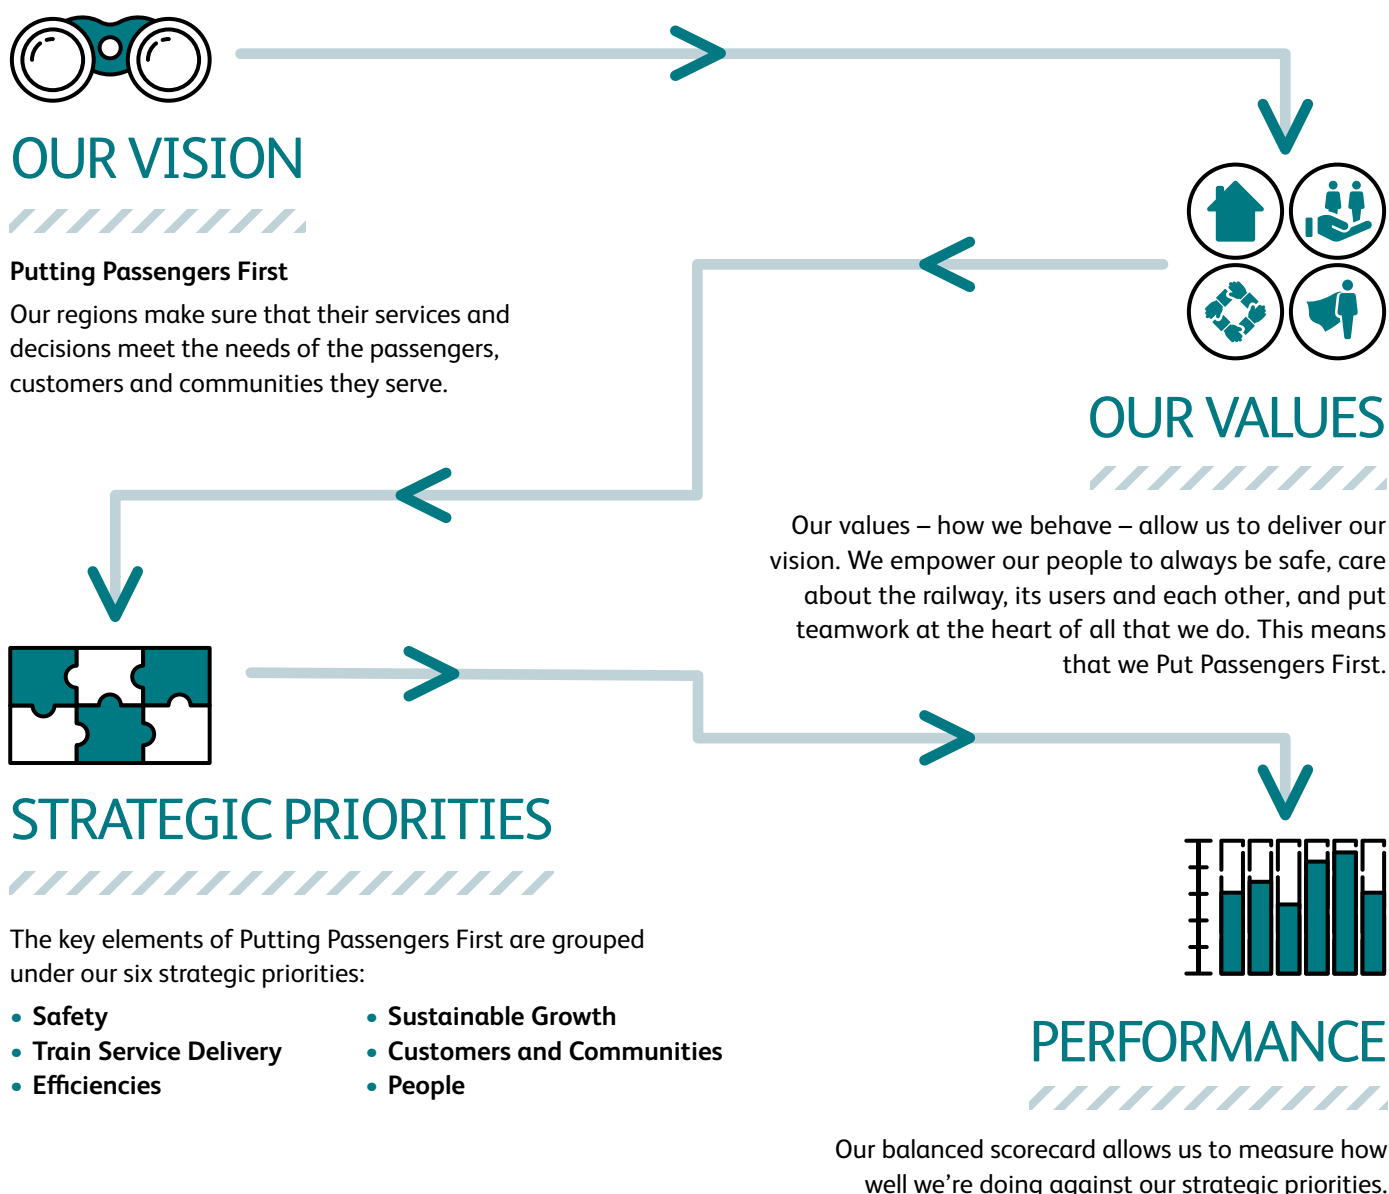 OUR VISION
Putting Passengers First
Our regions make sure that their services and
decisions meet the needs of the passengers,
customers and communities they serve.
OUR VALUES
Our values – how we behave – allow us to deliver our
vision. We empower our people to always be safe, care
about the railway, its users and each other, and put
teamwork at the heart of all that we do. This means
that we Put Passengers First.
STRATEGIC PRIORITIES
The key elements of Putting Passengers First are grouped
under our six strategic priorities:
• Safety
• Train Service Delivery
• Efficiencies
• Sustainable Growth
• Customers and Communities
• People
PERFORMANCE
Our balanced scorecard allows us to measure how
well we’re doing against our strategic priorities.